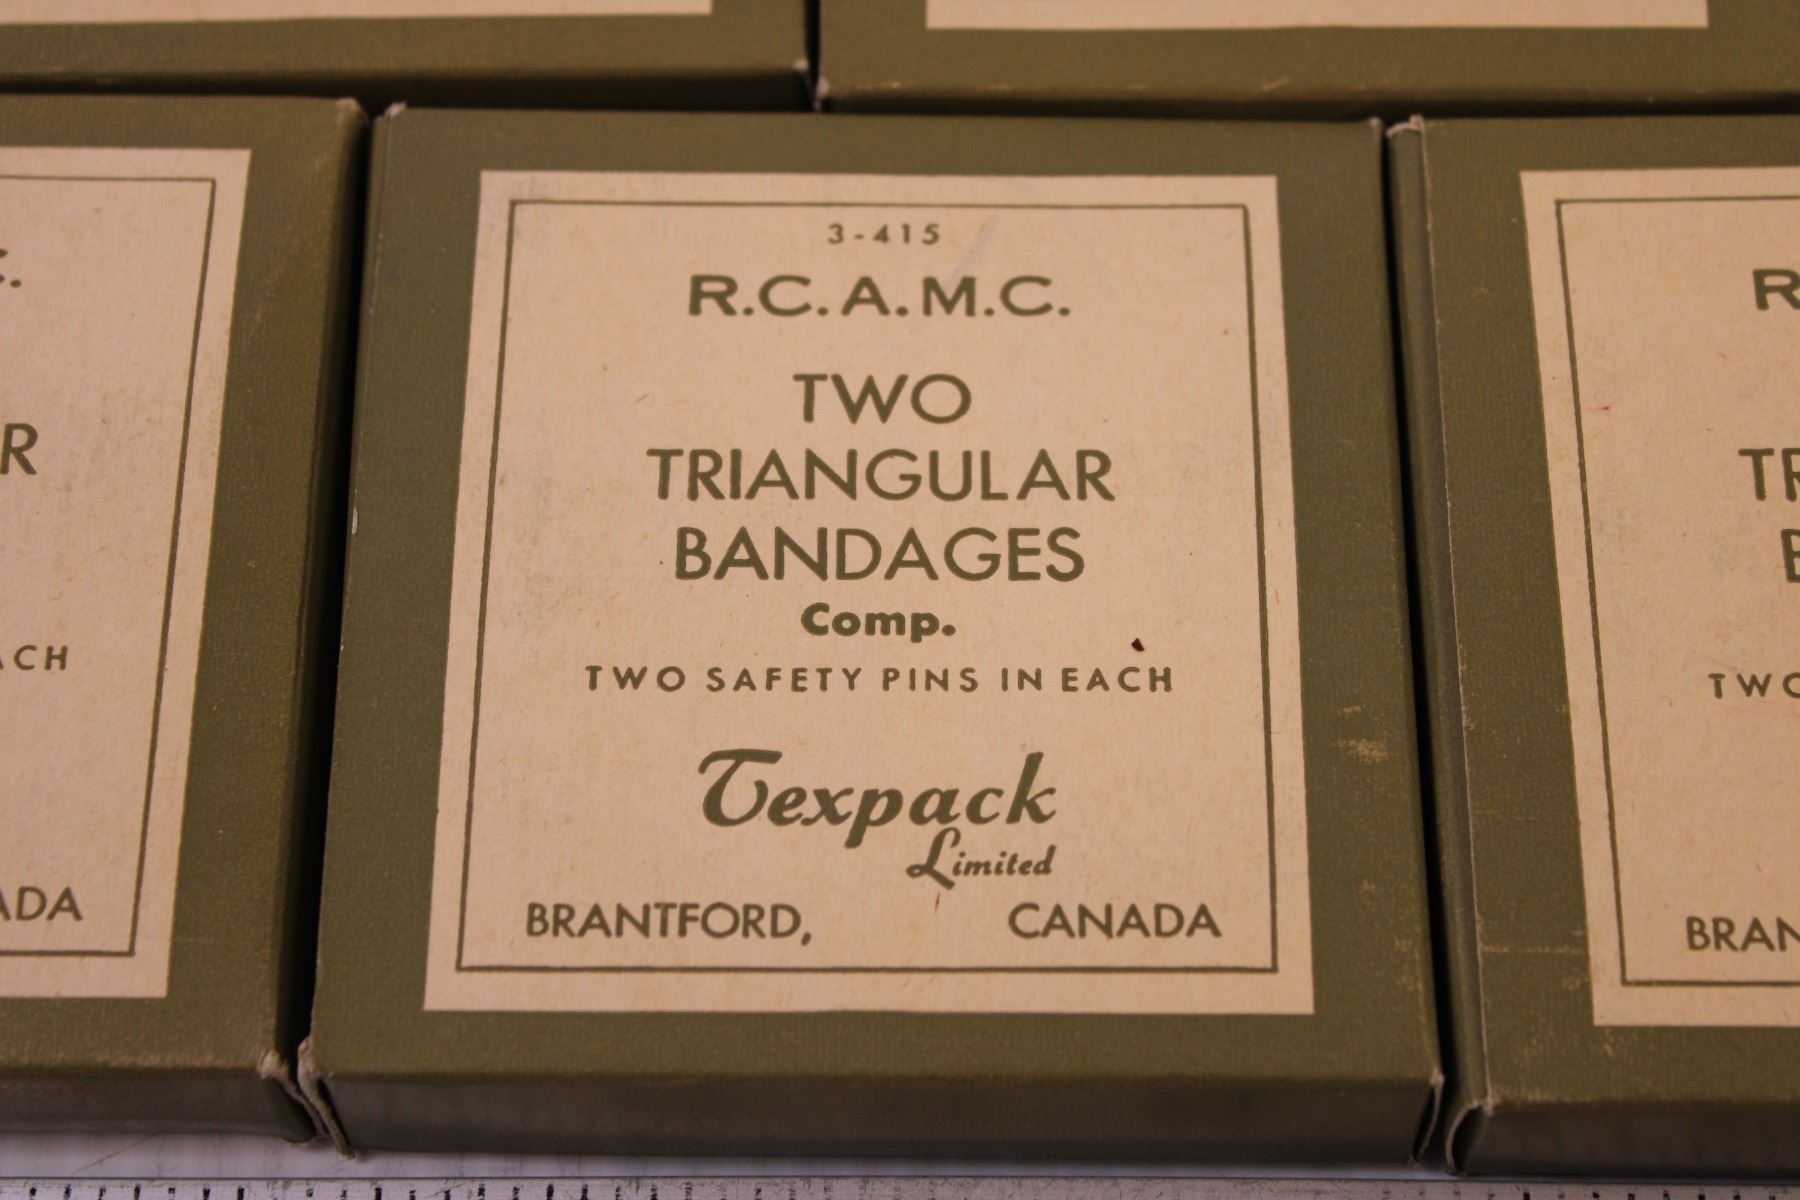 3-415
R.C.A.M.C.
TWO
TRIANGULAR
BANDAGES
Comp.
TWO SAFETY PINS IN EACH
Texpack
Limited
BRANTFORD, CANADA